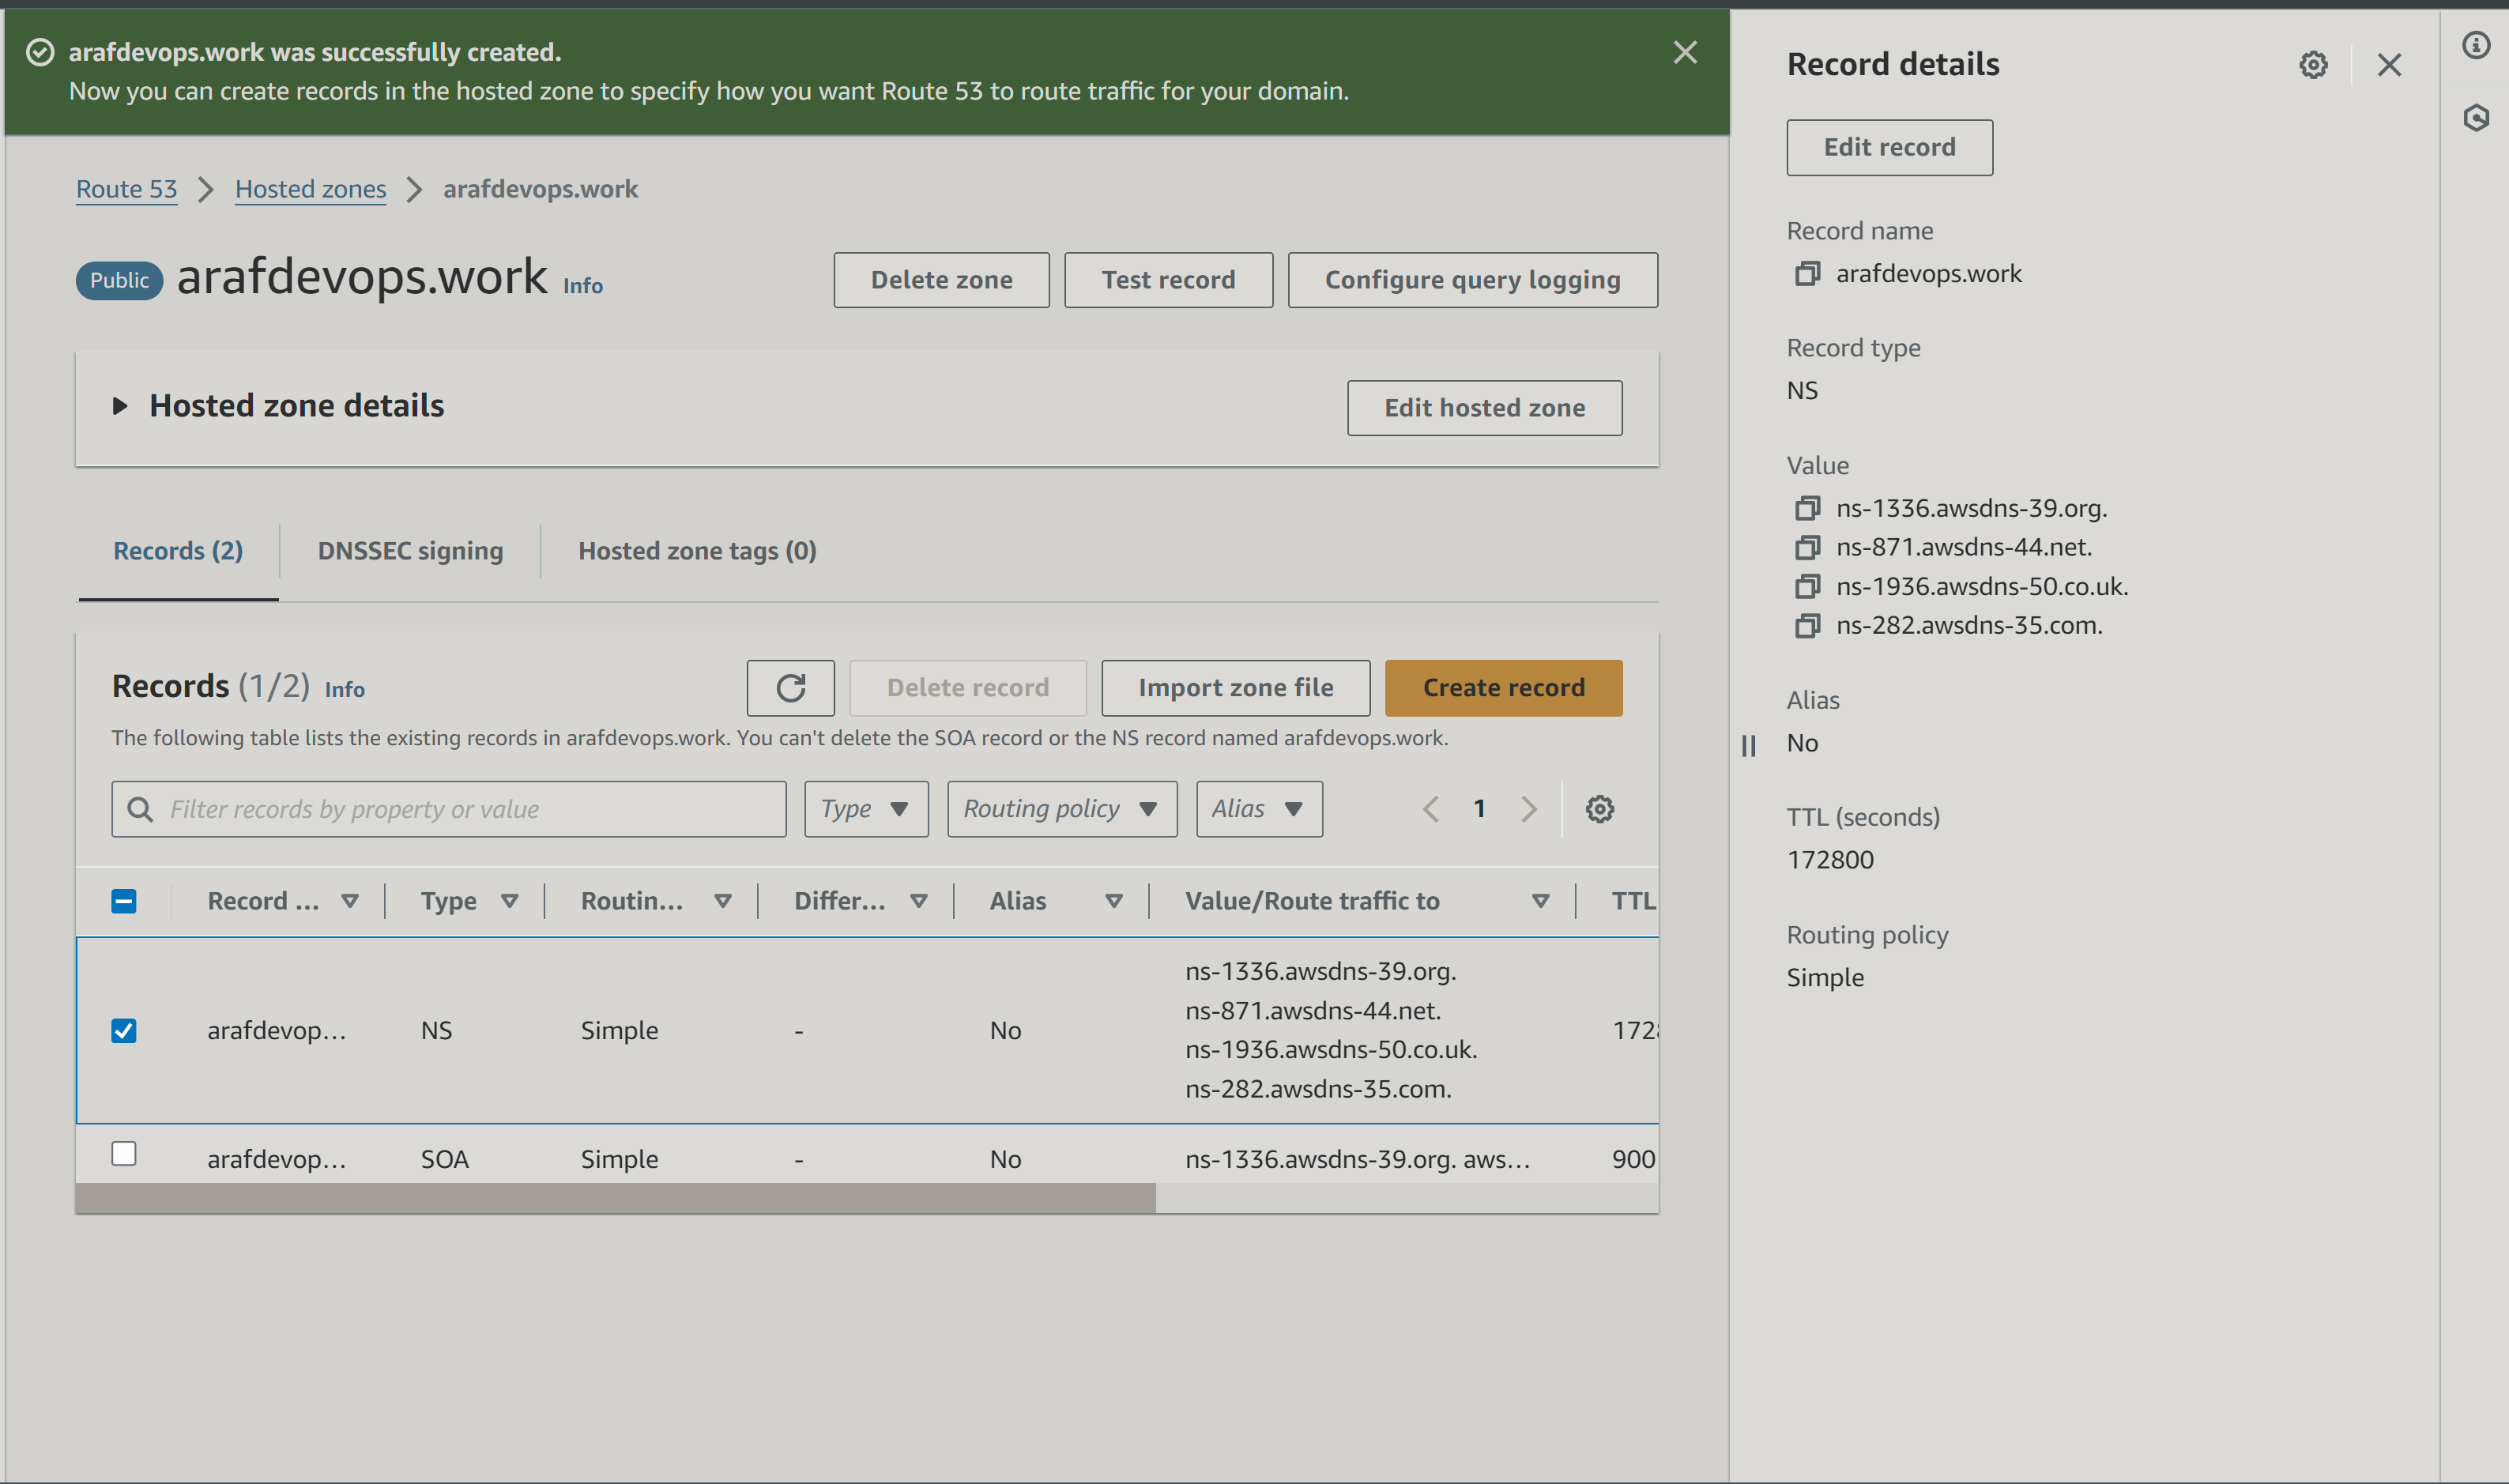 arafdevops.work was successfully created.
Now you can create records in the hosted zone to specify how you want Route 53 to route traffic for your domain.
Route 53 Hosted zones arafdevops.work
Public arafdevops.work Info
Delete zone Test record Configure query logging
Hosted zone details
Edit hosted zone
Records (2) DNSSEC signing Hosted zone tags (0)
Records (1/2) Info
Delete record Import zone file Create record
The following table lists the existing records in arafdevops.work. You can't delete the SOA record or the NS record named arafdevops.work.
Filter records by property or value Type Routing policy Alias 1
Record ... Type Routin... Differ... Alias Value/Route traffic to TTL
arafdevop... NS Simple - No
ns-1336.awsdns-39.org.
ns-871.awsdns-44.net.
ns-1936.awsdns-50.co.uk.
ns-282.awsdns-35.com.
arafdevop... SOA Simple - No ns-1336.awsdns-39.org. aws... 900
Record details
Edit record
Record name
arafdevops.work
Record type
NS
Value
ns-1336.awsdns-39.org.
ns-871.awsdns-44.net.
ns-1936.awsdns-50.co.uk.
ns-282.awsdns-35.com.
Alias
No
TTL (seconds)
172800
Routing policy
Simple